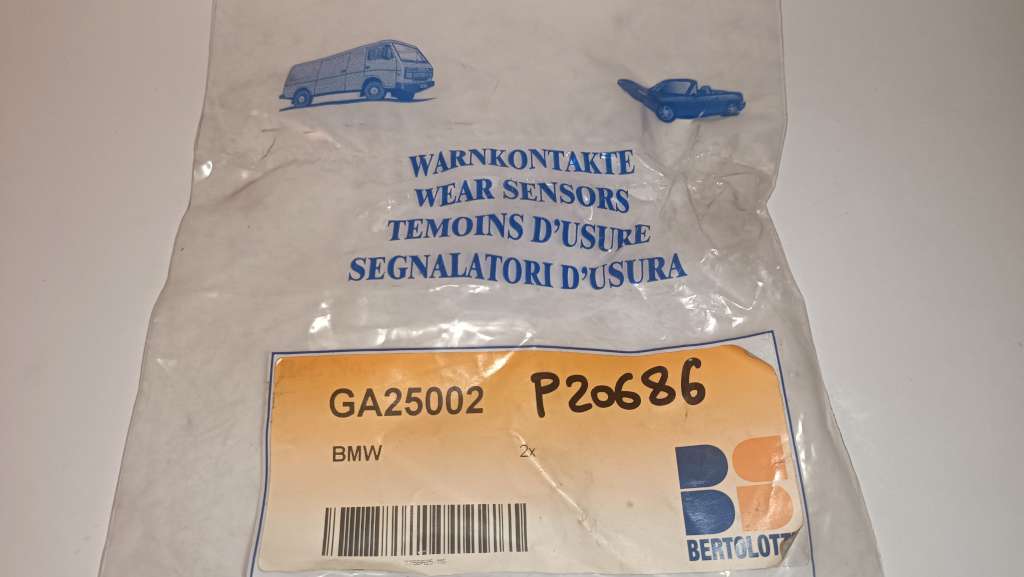 WARNKONTAKTE
WEAR SENSORS
TEMOINS D'USURE
SEGNALATORI D'USURA
GA25002 P20686
BMW 2x
BERTOLOTTI